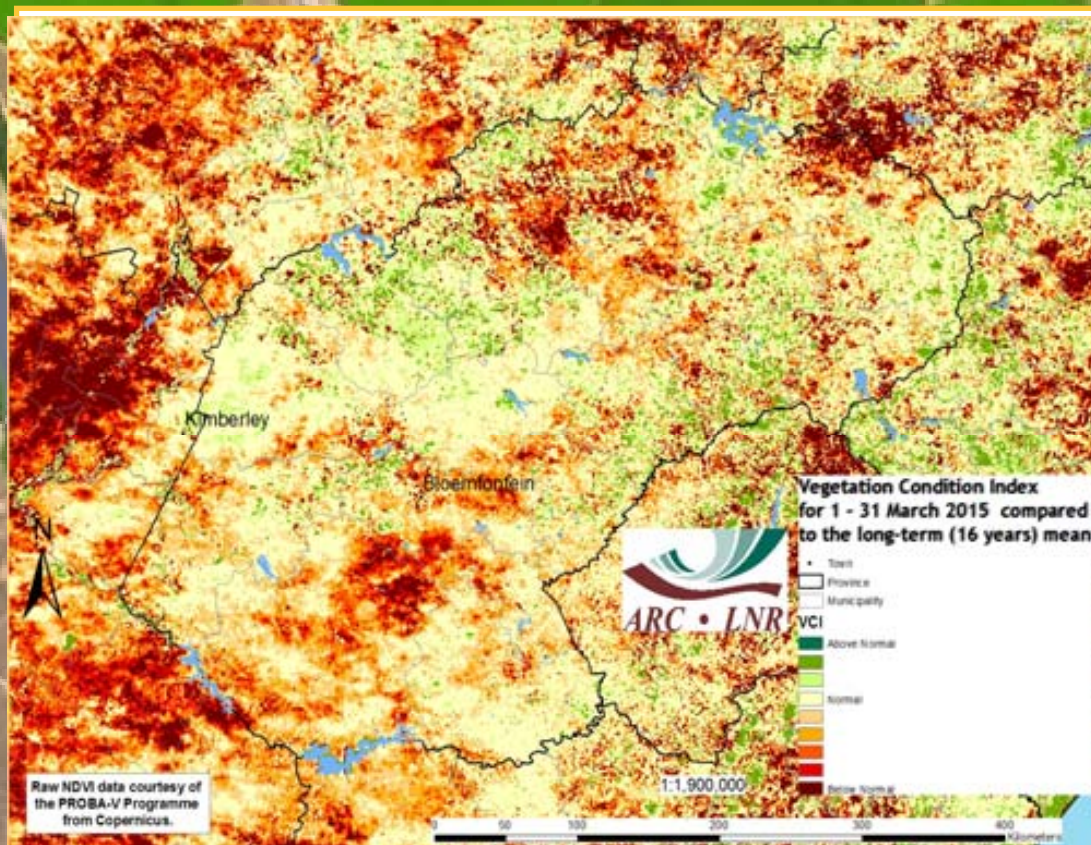 Kimberley
Bloemfontein
N
ARC • LNR
Vegetation Condition Index
for 1 - 31 March 2015 compared
to the long-term (16 years) mean
Town
Province
Municipality
VCI
Above Normal
Normal
Below Normal
Raw NDVI data courtesy of
the PROBA-V Programme
from Copernicus.
1:1,900,000
0 50 100 200 300 400
Kilometers